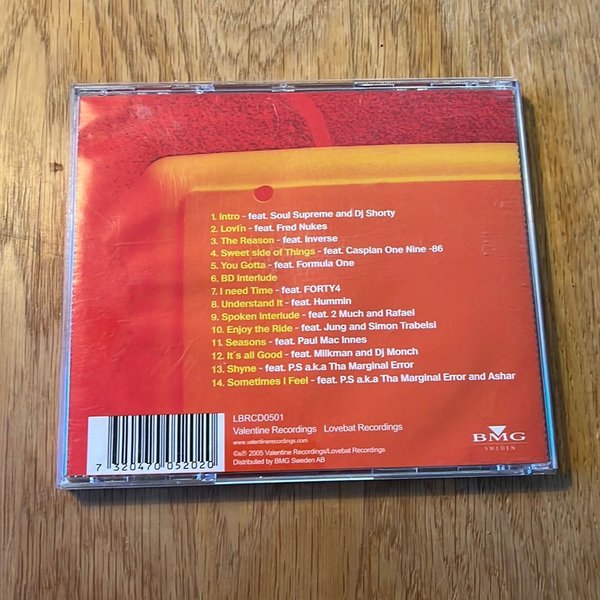 1. Intro - feat. Soul Supreme and Dj Shorty
2. Lovin - feat. Fred Nukes
3. The Reason - feat. Inverse
4. Sweet side of Things - feat. Caspian One Nine -86
5. You Gotta - feat. Formula One
6. BD Interlude
7. I need Time - feat. FORTY4
8. Understand It - feat. Hummin
9. Spoken Interlude - feat. 2 Much and Rafael
10. Enjoy the Ride - feat. Jung and Simon Trabelsi
11. Seasons - feat. Paul Mac Innes
12. It´s all Good - feat. Milkman and Dj Monch
13. Shyne - feat. P.S a.k.a Tha Marginal Error
14. Sometimes I Feel - feat. P.S a.k.a Tha Marginal Error and Ashar
LBRCD0501
Valentine Recordings Lovebat Recordings
www.valentinerecordings.com
©℗ 2005 Valentine Recordings/Lovebat Recordings
Distributed by BMG Sweden AB
7 320470 052020
BMG
SWEDEN